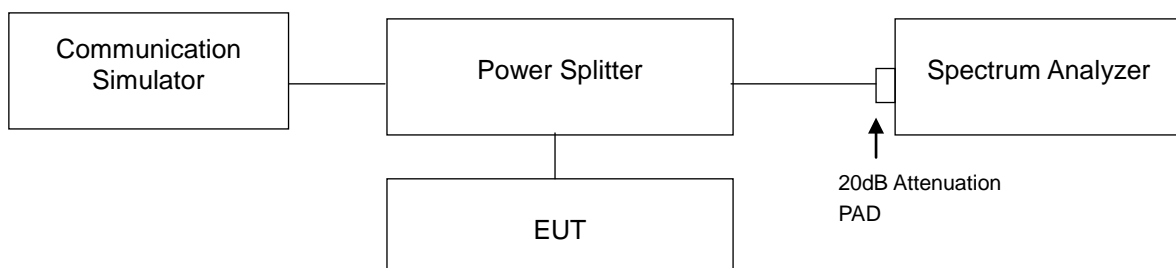 Communication
Simulator
Power Splitter
Spectrum Analyzer
20dB Attenuation
PAD
EUT